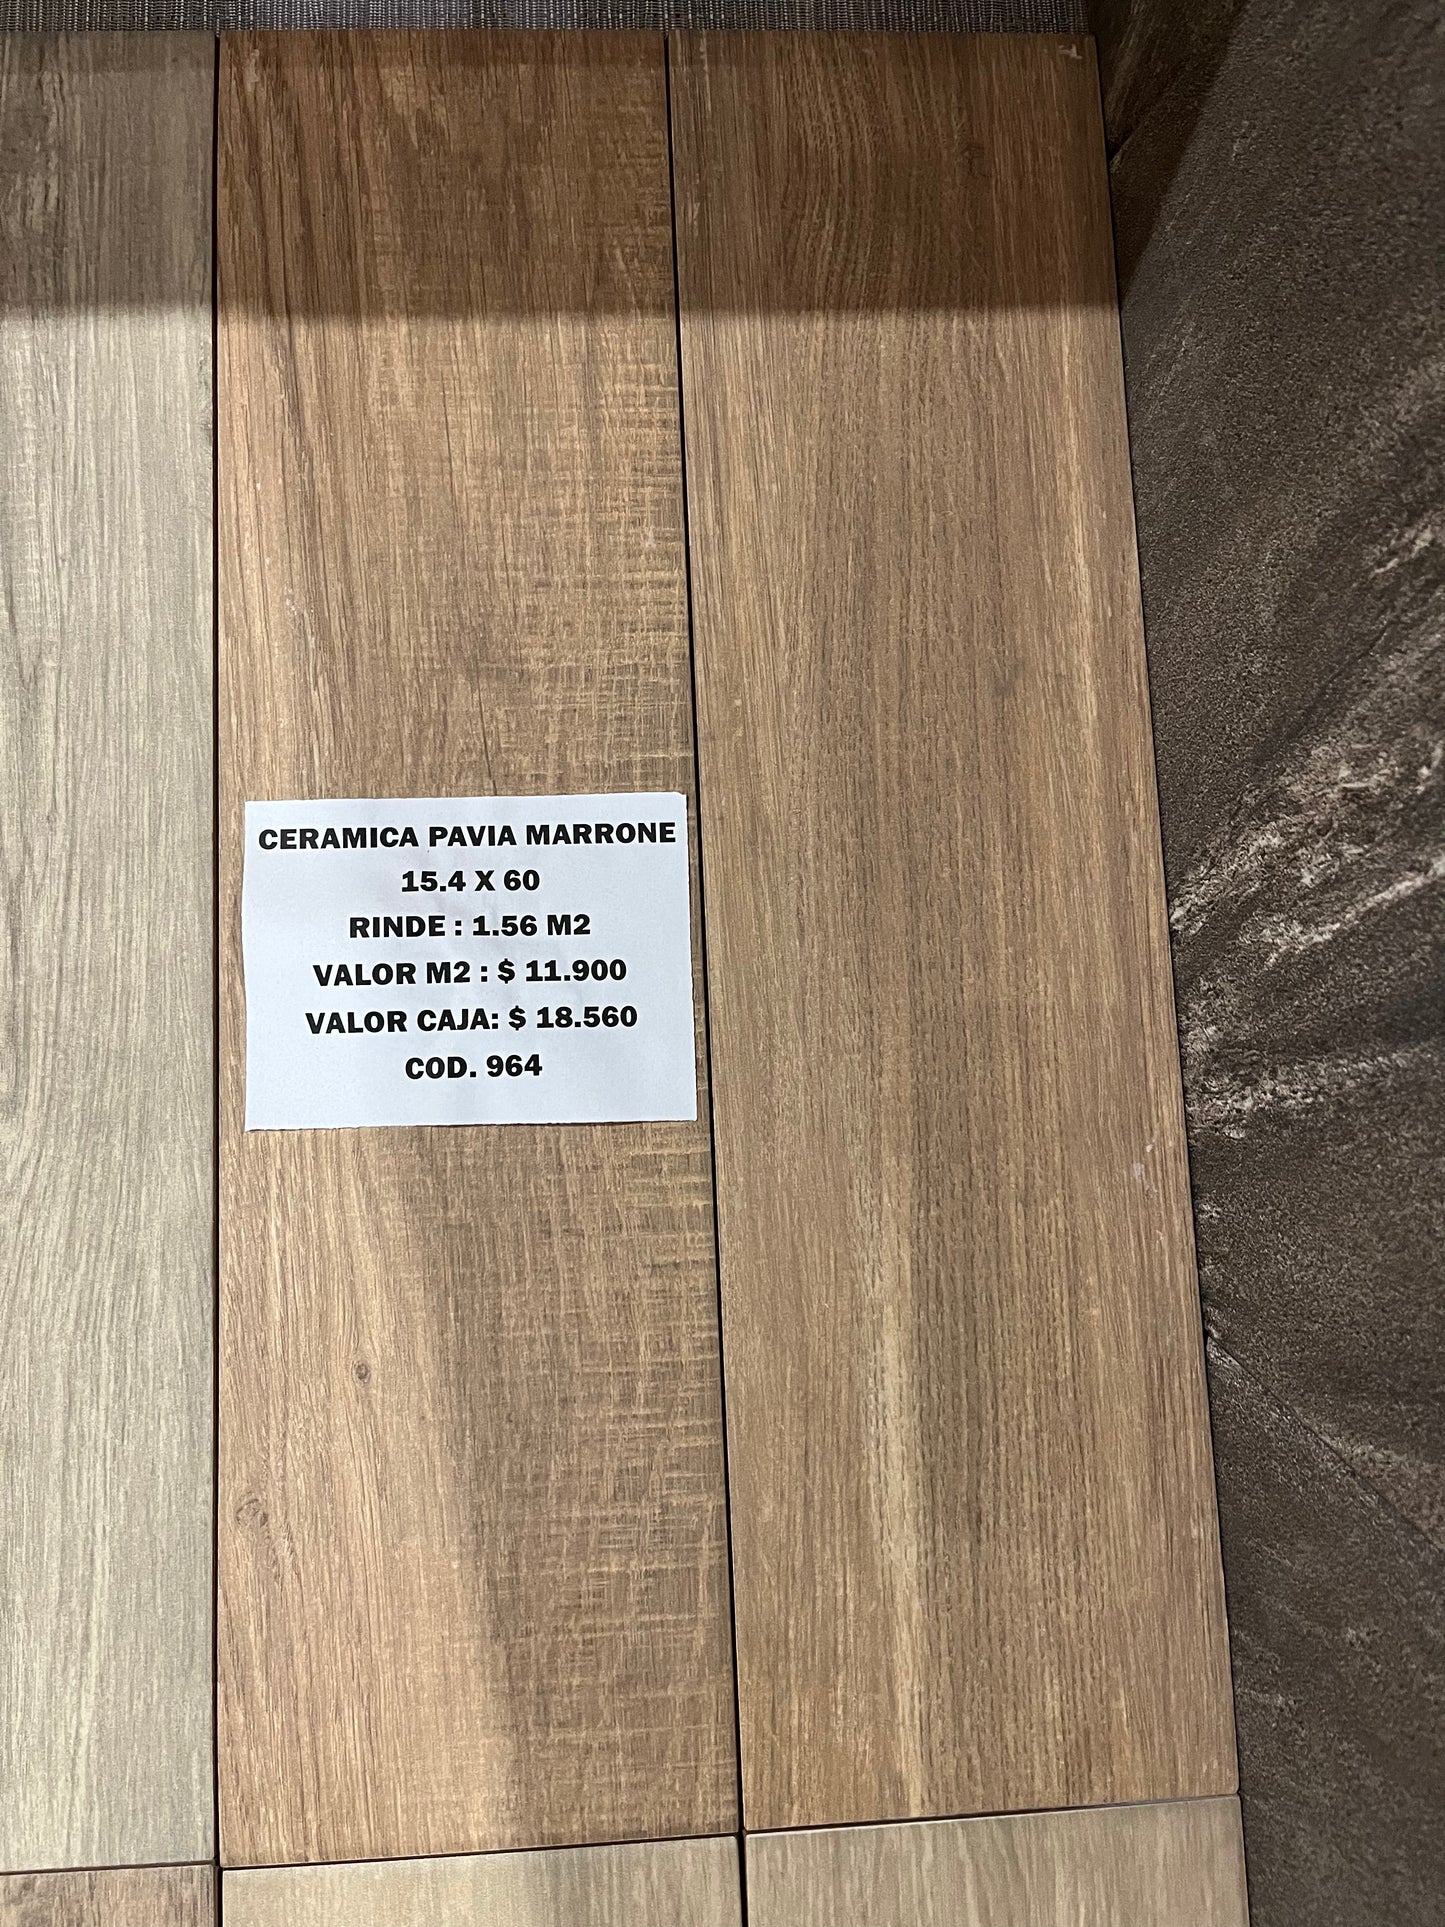 CERAMICA PAVIA MARRONE
15.4 X 60
RINDE : 1.56 M2
VALOR M2 : $ 11.900
VALOR CAJA: $ 18.560
COD. 964